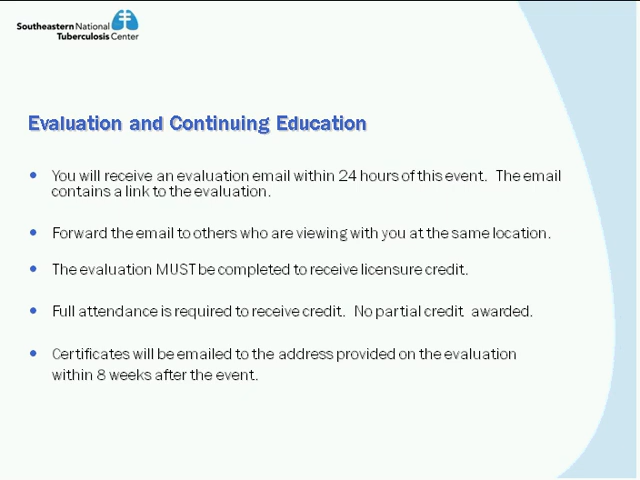 Southeastern National
Tuberculosis Center
Evaluation and Continuing Education
• You will receive an evaluation email within 24 hours of this event. The email
contains a link to the evaluation.
• Forward the email to others who are viewing with you at the same location.
• The evaluation MUST be completed to receive licensure credit.
• Full attendance is required to receive credit. No partial credit awarded.
• Certificates will be emailed to the address provided on the evaluation
within 8 weeks after the event.